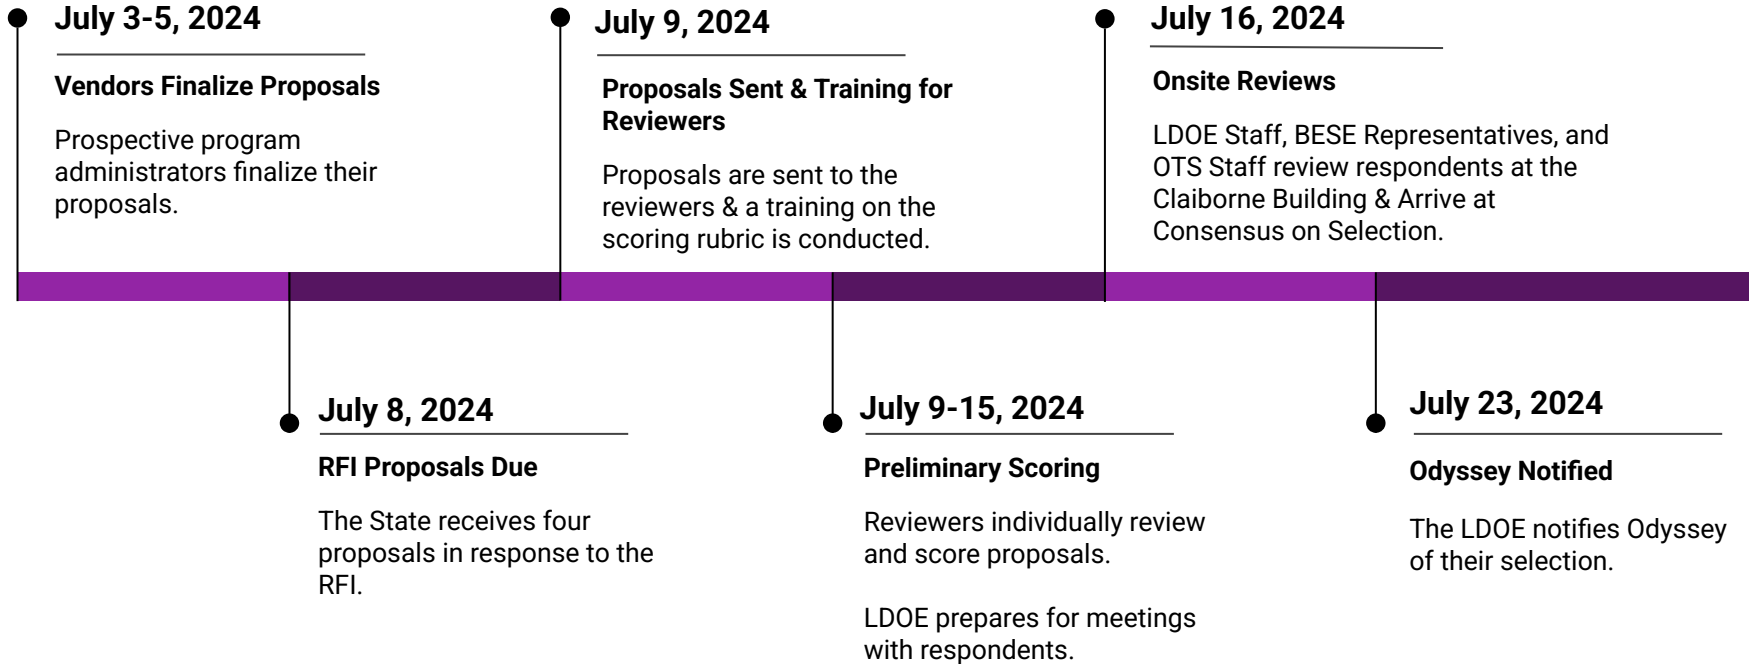 July 3-5, 2024
Vendors Finalize Proposals
Prospective program
administrators finalize their
proposals.
July 8, 2024
RFI Proposals Due
The State receives four
proposals in response to the
RFI.
July 9, 2024
Proposals Sent & Training for
Reviewers
Proposals are sent to the
reviewers & a training on the
scoring rubric is conducted.
July 9-15, 2024
Preliminary Scoring
Reviewers individually review
and score proposals.
LDOE prepares for meetings
with respondents.
July 16, 2024
Onsite Reviews
LDOE Staff, BESE Representatives, and
OTS Staff review respondents at the
Claiborne Building & Arrive at
Consensus on Selection.
July 23, 2024
Odyssey Notified
The LDOE notifies Odyssey
of their selection.